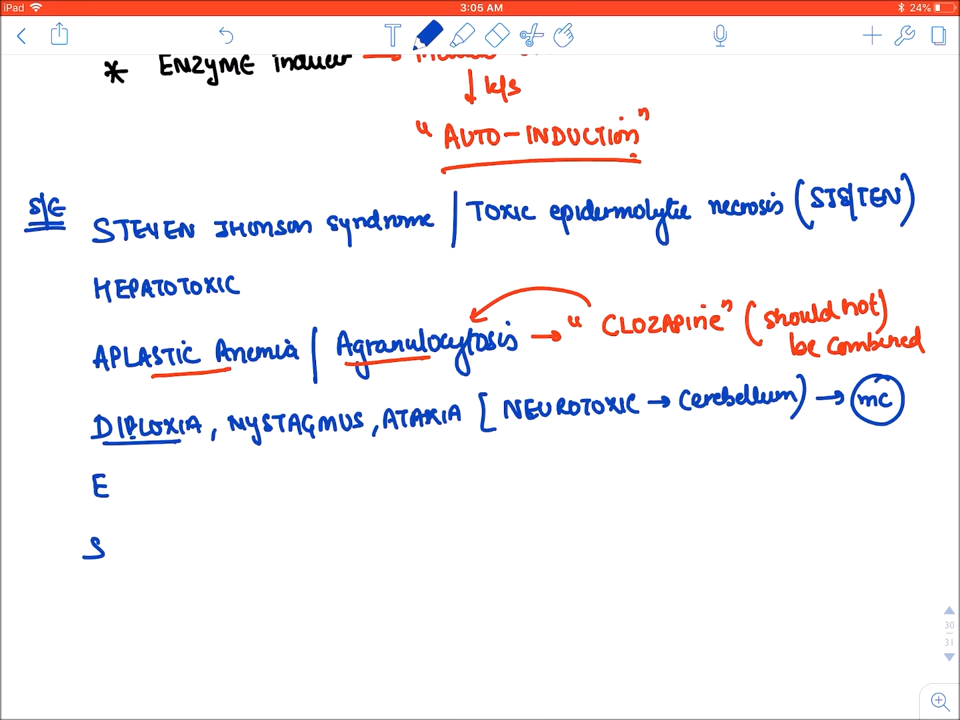 iPad 3:05 AM 24%
T
* ENZYME inducer →
↓ k/s
“ AUTO-INDUCTION ”
S/E
STEVEN JHONSON syndrome | TOXIC epidermolytic necrosis (SJS/TEN)
HEPATOTOXIC
APLASTIC Anemia | Agranulocytosis → “ CLOZAPINE ” (should not be combined)
DIPLOXIA, NYSTAGMUS, ATAXIA [NEUROTOXIC → Cerebellum) → mc
E
S
30
31